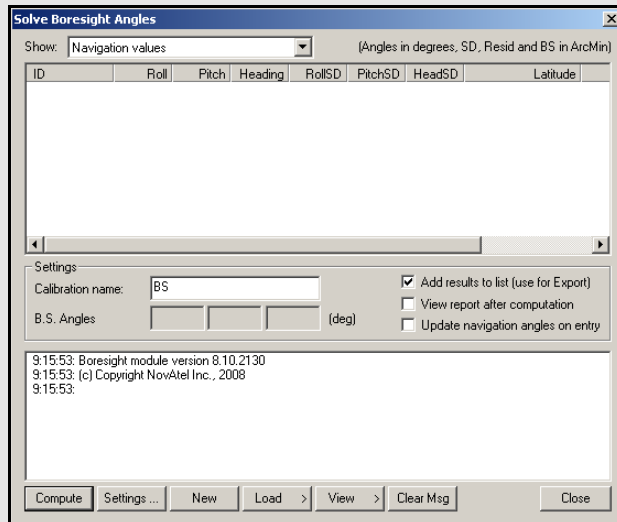 Solve Boresight Angles
Show: Navigation values (Angles in degrees, SD, Resid and BS in ArcMin)
ID Roll Pitch Heading RollSD PitchSD HeadSD Latitude
Settings
Calibration name: BS
B.S. Angles (deg)
Add results to list (use for Export)
View report after computation
Update navigation angles on entry
9:15:53: Boresight module version 8.10.2130
9:15:53: (c) Copyright NovAtel Inc., 2008
9:15:53:
Compute Settings ... New Load > View > Clear Msg Close